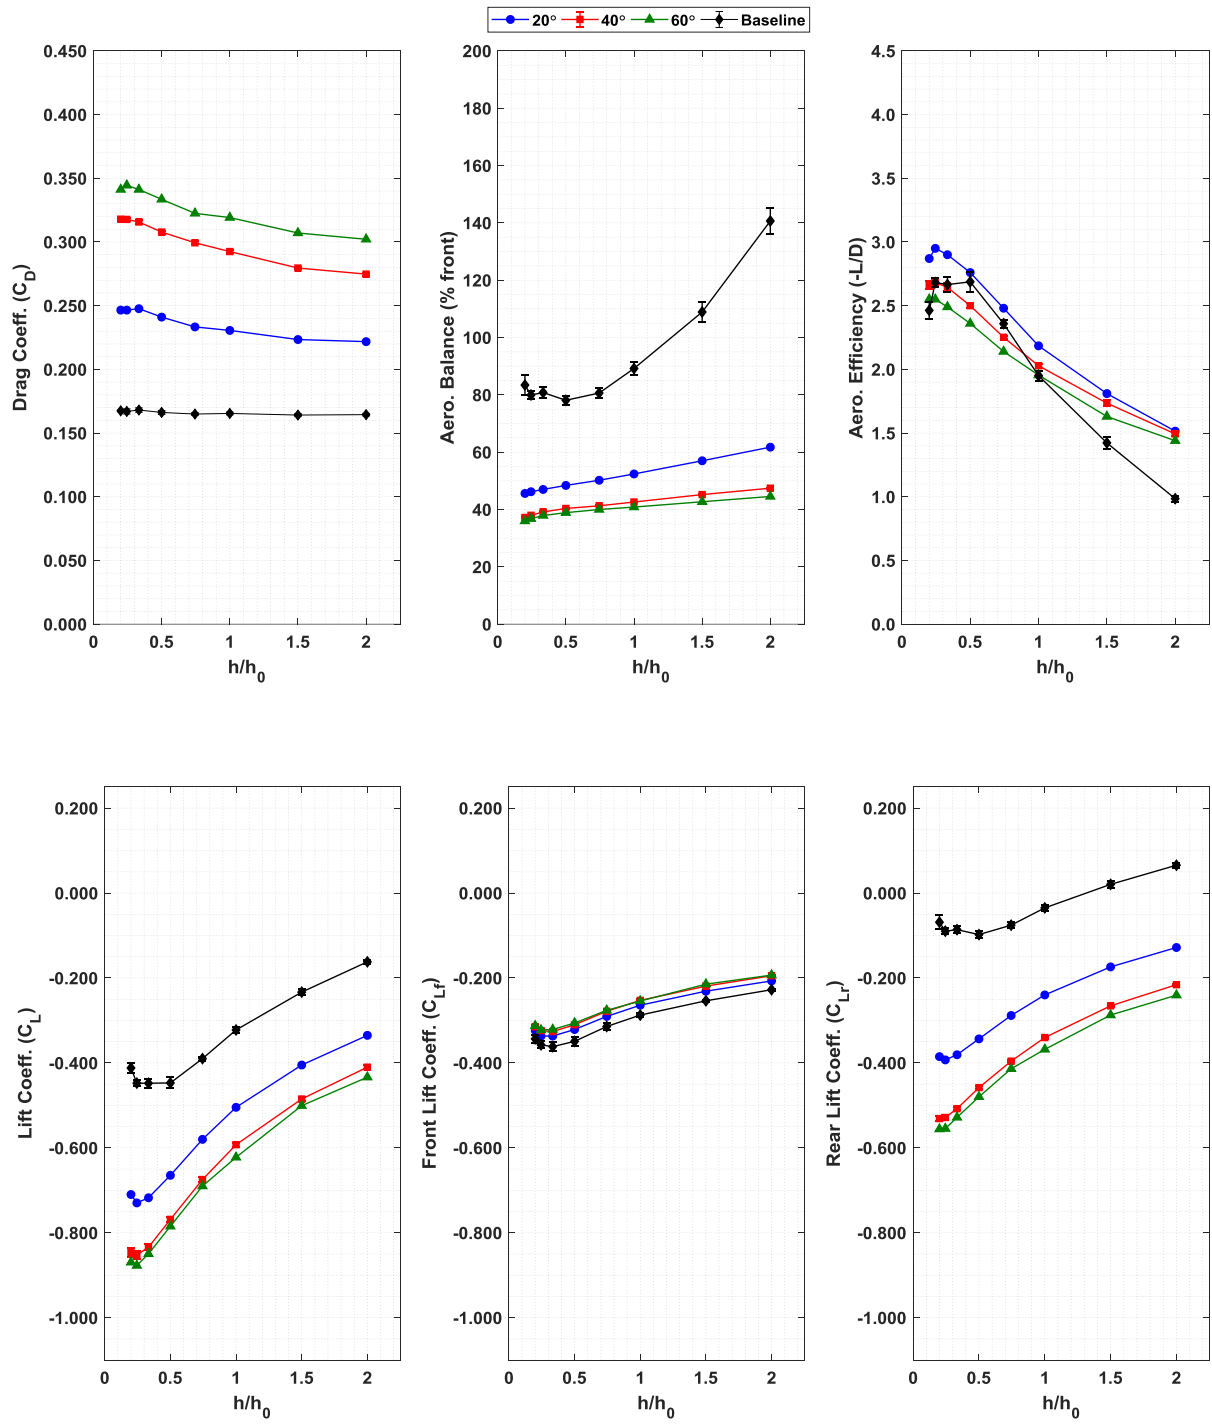 20° 40° 60° Baseline
0.450
0.400
0.350
0.300
0.250
0.200
0.150
0.100
0.050
0.000
0 0.5 1 1.5 2
h/h0
Drag Coeff. (CD)
200
180
160
140
120
100
80
60
40
20
0
0 0.5 1 1.5 2
h/h0
Aero. Balance (% front)
4.5
4.0
3.5
3.0
2.5
2.0
1.5
1.0
0.5
0.0
0 0.5 1 1.5 2
h/h0
Aero. Efficiency (-L/D)
0.200
0.000
-0.200
-0.400
-0.600
-0.800
-1.000
0 0.5 1 1.5 2
h/h0
Lift Coeff. (CL)
0.200
0.000
-0.200
-0.400
-0.600
-0.800
-1.000
0 0.5 1 1.5 2
h/h0
Front Lift Coeff. (CLf)
0.200
0.000
-0.200
-0.400
-0.600
-0.800
-1.000
0 0.5 1 1.5 2
h/h0
Rear Lift Coeff. (CLr)